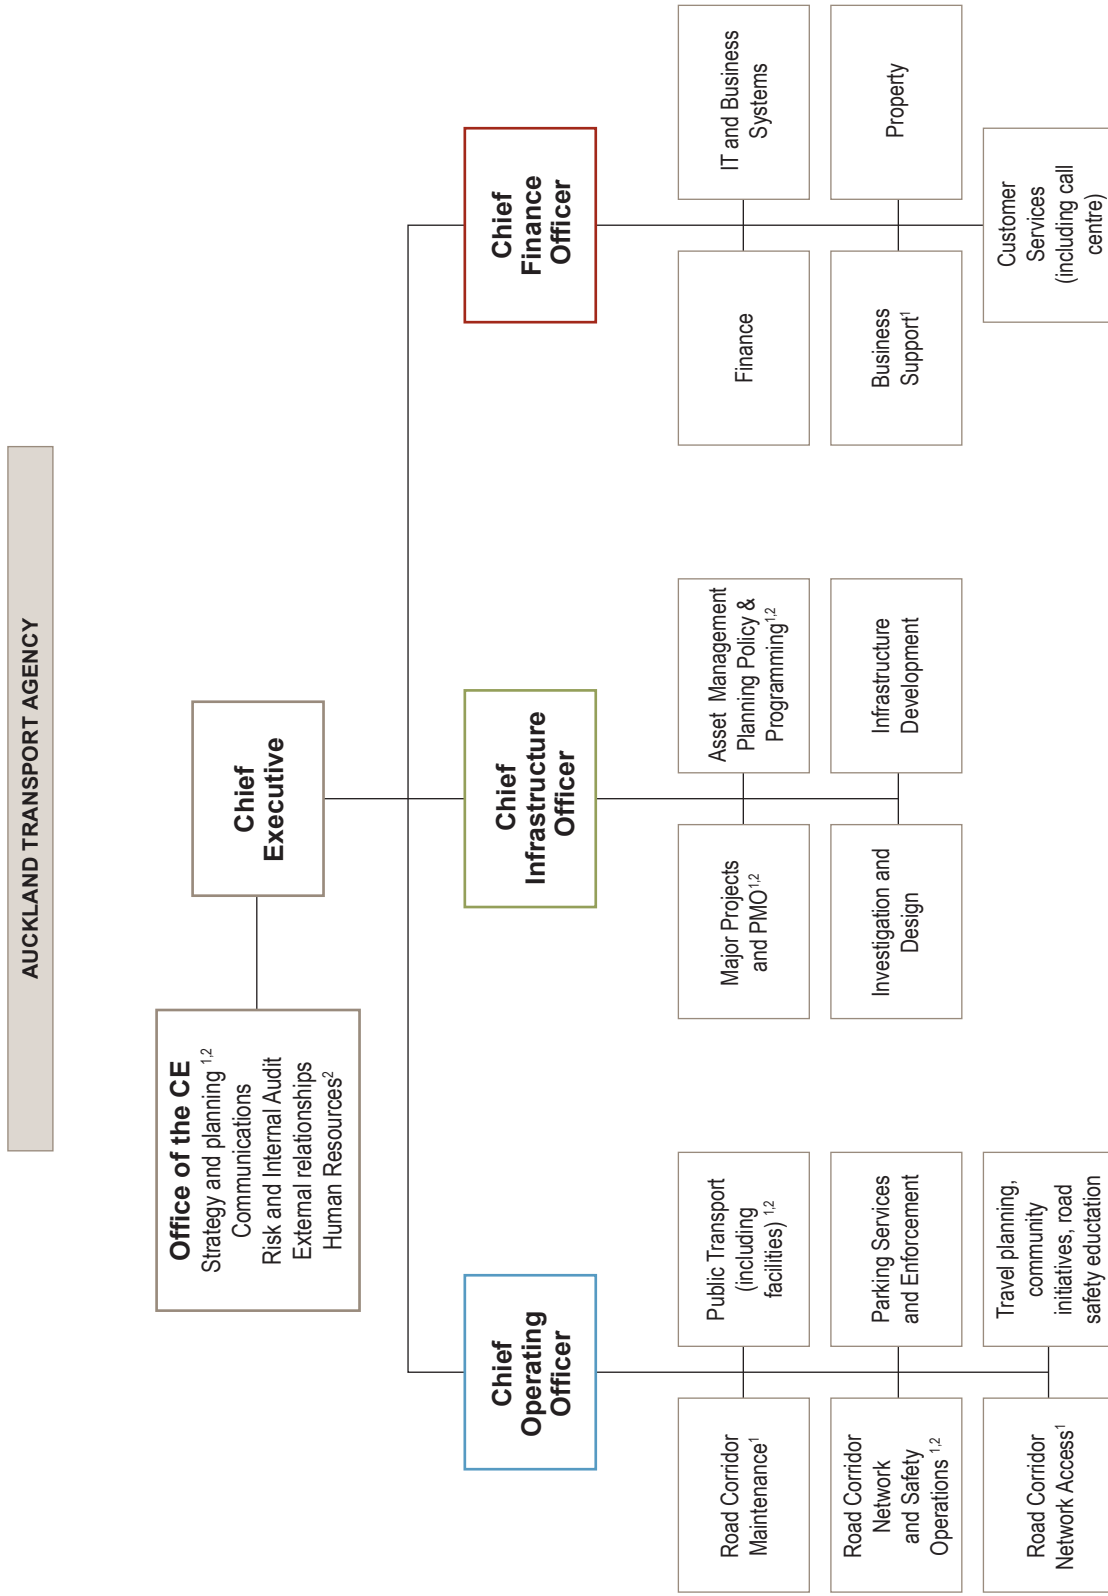 AUCKLAND TRANSPORT AGENCY
Office of the CE
Strategy and planning 1,2
Communications
Risk and Internal Audit
External relationships
Human Resources2
Chief
Executive
Chief
Operating
Officer
Chief
Infrastructure
Officer
Chief
Finance
Officer
Road Corridor
Maintenance1
Public Transport
(including
facilities) 1,2
Road Corridor
Network
and Safety
Operations 1,2
Parking Services
and Enforcement
Road Corridor
Network Access1
Travel planning,
community
initiatives, road
safety eductation
Major Projects
and PMO1,2
Asset Management
Planning Policy &
Programming1,2
Investigation and
Design
Infrastructure
Development
Finance
IT and Business
Systems
Business
Support1
Property
Customer
Services
(including call
centre)